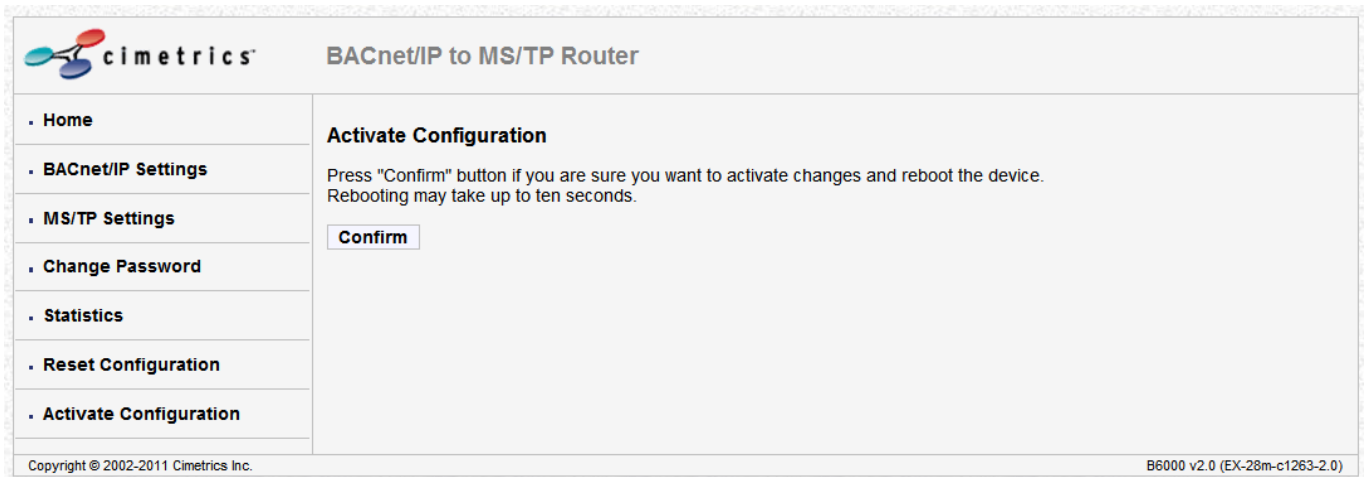 cimetrics
BACnet/IP to MS/TP Router
Home
BACnet/IP Settings
MS/TP Settings
Change Password
Statistics
Reset Configuration
Activate Configuration
Activate Configuration
Press "Confirm" button if you are sure you want to activate changes and reboot the device.
Rebooting may take up to ten seconds.
Confirm
Copyright © 2002-2011 Cimetrics Inc.
B6000 v2.0 (EX-28m-c1263-2.0)